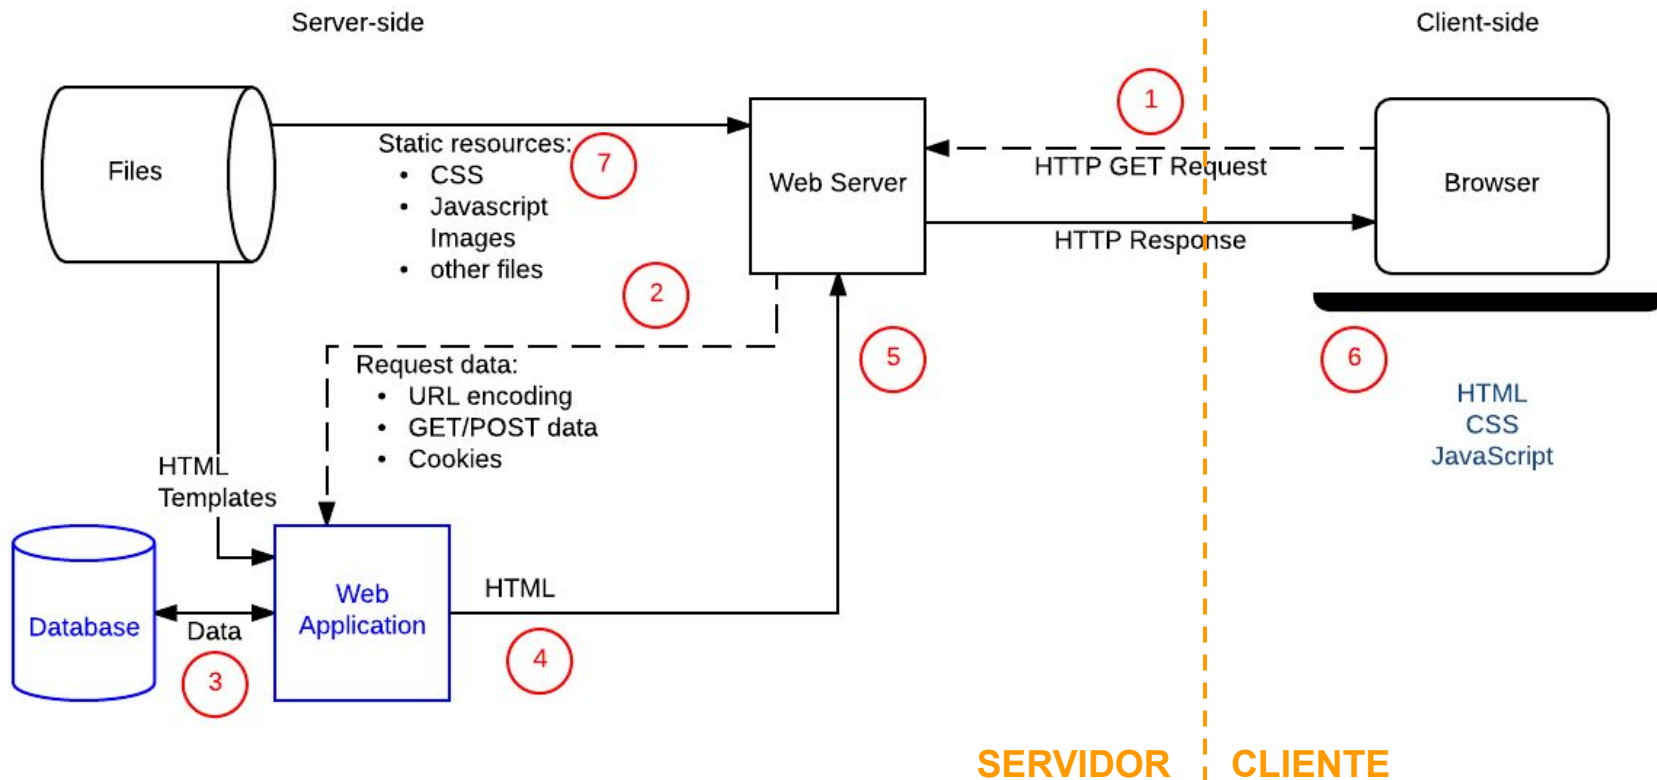 Server-side
Client-side
1
Files
Static resources:
• CSS
• Javascript
Images
• other files
7
Web Server
HTTP GET Request
Browser
HTTP Response
2
Request data:
• URL encoding
• GET/POST data
• Cookies
5
6
HTML
CSS
JavaScript
HTML
Templates
Database
Data
3
Web
Application
HTML
4
SERVIDOR
CLIENTE